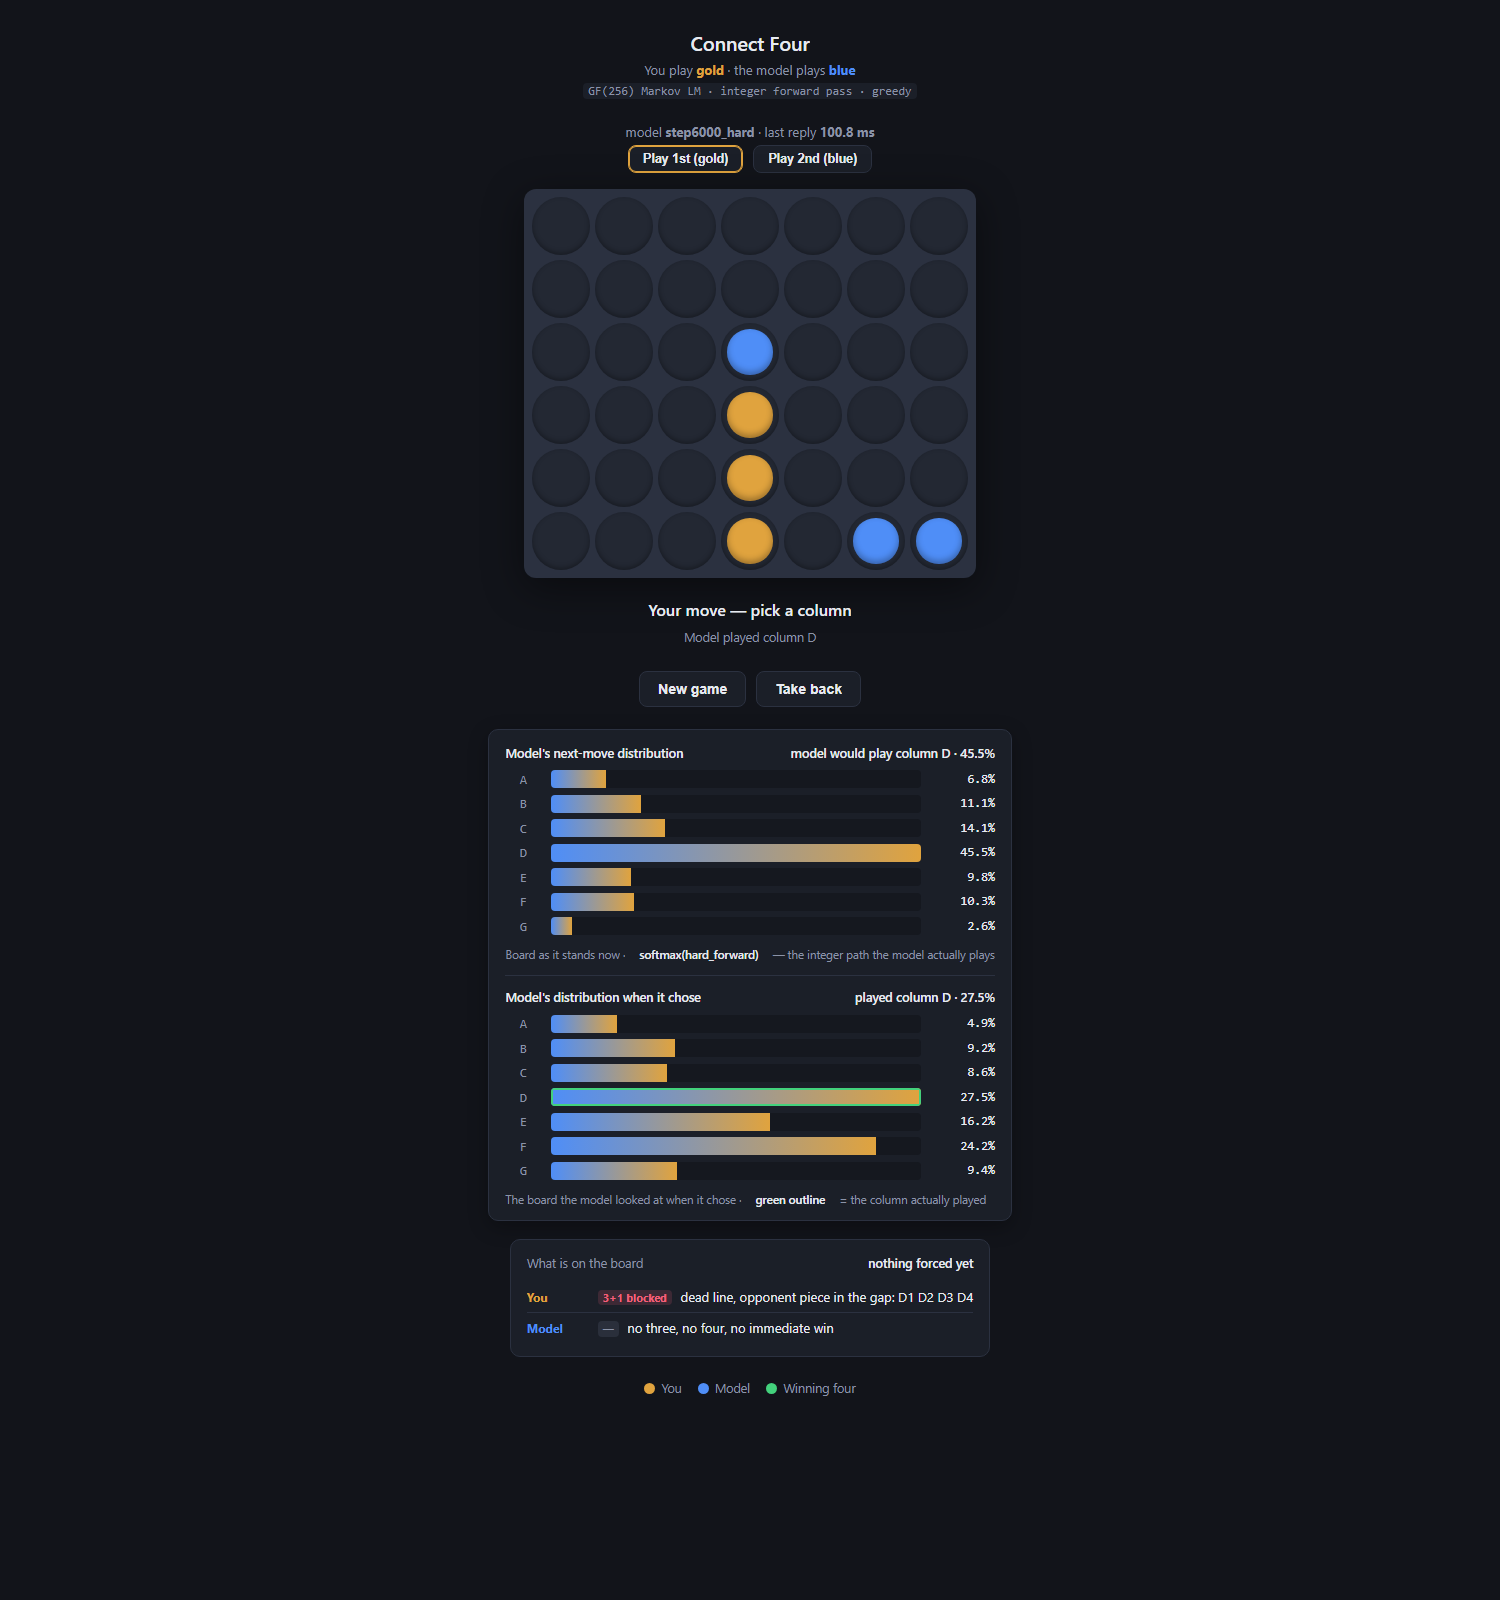 Connect Four
You play gold · the model plays blue
GF(256) Markov LM · integer forward pass · greedy
model step6000_hard · last reply 100.8 ms
Play 1st (gold) Play 2nd (blue)
Your move — pick a column
Model played column D
New game Take back
Model's next-move distribution model would play column D · 45.5%
A 6.8%
B 11.1%
C 14.1%
D 45.5%
E 9.8%
F 10.3%
G 2.6%
Board as it stands now · softmax(hard_forward) — the integer path the model actually plays
Model's distribution when it chose played column D · 27.5%
A 4.9%
B 9.2%
C 8.6%
D 27.5%
E 16.2%
F 24.2%
G 9.4%
The board the model looked at when it chose · green outline = the column actually played
What is on the board nothing forced yet
You 3+1 blocked dead line, opponent piece in the gap: D1 D2 D3 D4
Model — no three, no four, no immediate win
You Model Winning four